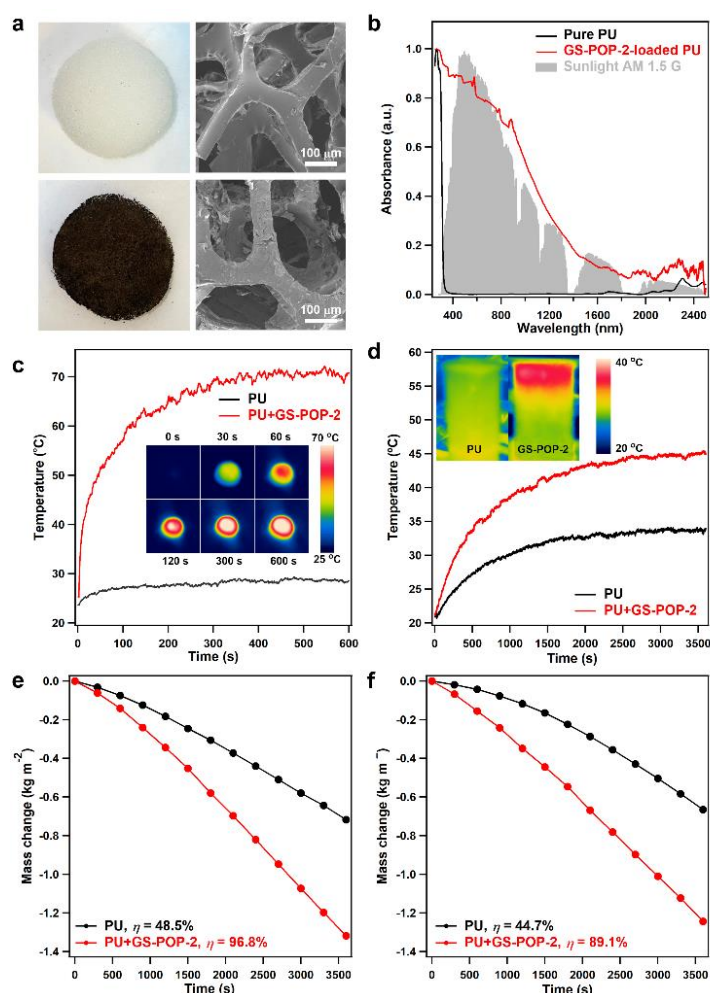 a
100 µm
100 µm
b
Pure PU
GS-POP-2-loaded PU
Sunlight AM 1.5 G
Absorbance (a.u.)
1.0
0.8
0.6
0.4
0.2
0.0
400 800 1200 1600 2000 2400
Wavelength (nm)
c
PU
PU+GS-POP-2
Temperature (°C)
70
60
50
40
30
20
0 s 30 s 60 s
120 s 300 s 600 s
70 °C
25 °C
0 100 200 300 400 500 600
Time (s)
d
PU
GS-POP-2
40 °C
20 °C
Temperature (°C)
60
55
50
45
40
35
30
25
20
PU
PU+GS-POP-2
0 500 1000 1500 2000 2500 3000 3500
Time (s)
e
Mass change (kg m⁻²)
0.0
-0.2
-0.4
-0.6
-0.8
-1.0
-1.2
-1.4
PU, η = 48.5%
PU+GS-POP-2, η = 96.8%
0 500 1000 1500 2000 2500 3000 3500
Time (s)
f
Mass change (kg m⁻)
0.0
-0.2
-0.4
-0.6
-0.8
-1.0
-1.2
-1.4
PU, η = 44.7%
PU+GS-POP-2, η = 89.1%
0 500 1000 1500 2000 2500 3000 3500
Time (s)